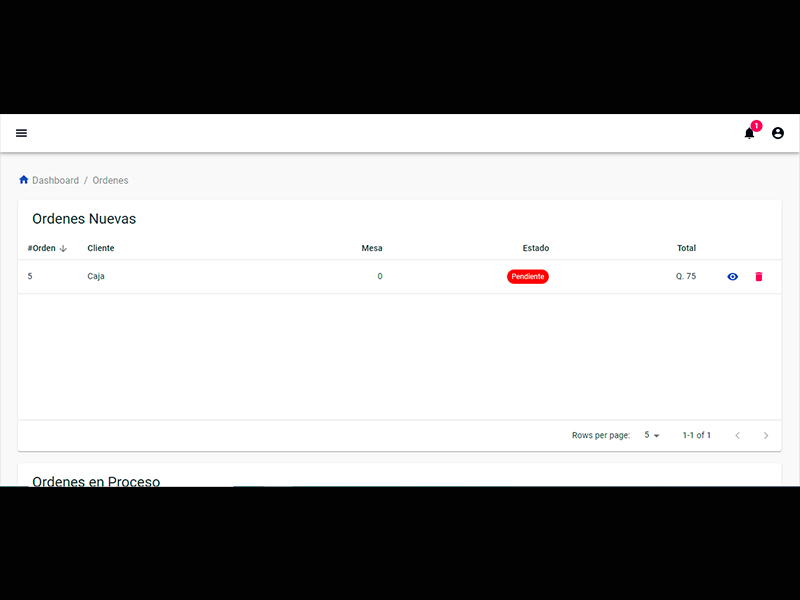 1
Dashboard / Ordenes
Ordenes Nuevas
#Orden Cliente Mesa Estado Total
5 Caja 0 Pendiente Q. 75
Rows per page: 5 1-1 of 1
Ordenes en Proceso